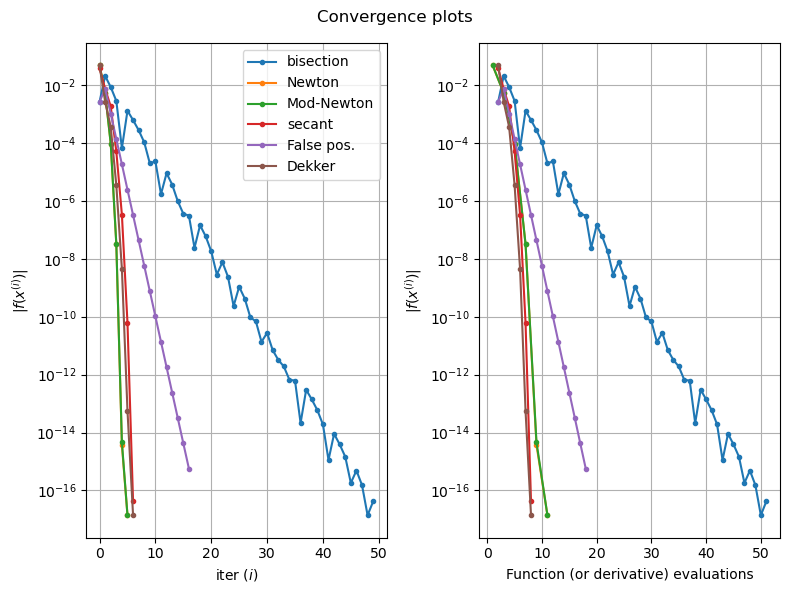 Convergence plots
bisection
Newton
Mod-Newton
secant
False pos.
Dekker
10⁻²
10⁻⁴
10⁻⁶
10⁻⁸
10⁻¹⁰
10⁻¹²
10⁻¹⁴
10⁻¹⁶
|f(x⁽ⁱ⁾)|
0 10 20 30 40 50
iter (i)
10⁻²
10⁻⁴
10⁻⁶
10⁻⁸
10⁻¹⁰
10⁻¹²
10⁻¹⁴
10⁻¹⁶
|f(x⁽ⁱ⁾)|
0 10 20 30 40 50
Function (or derivative) evaluations